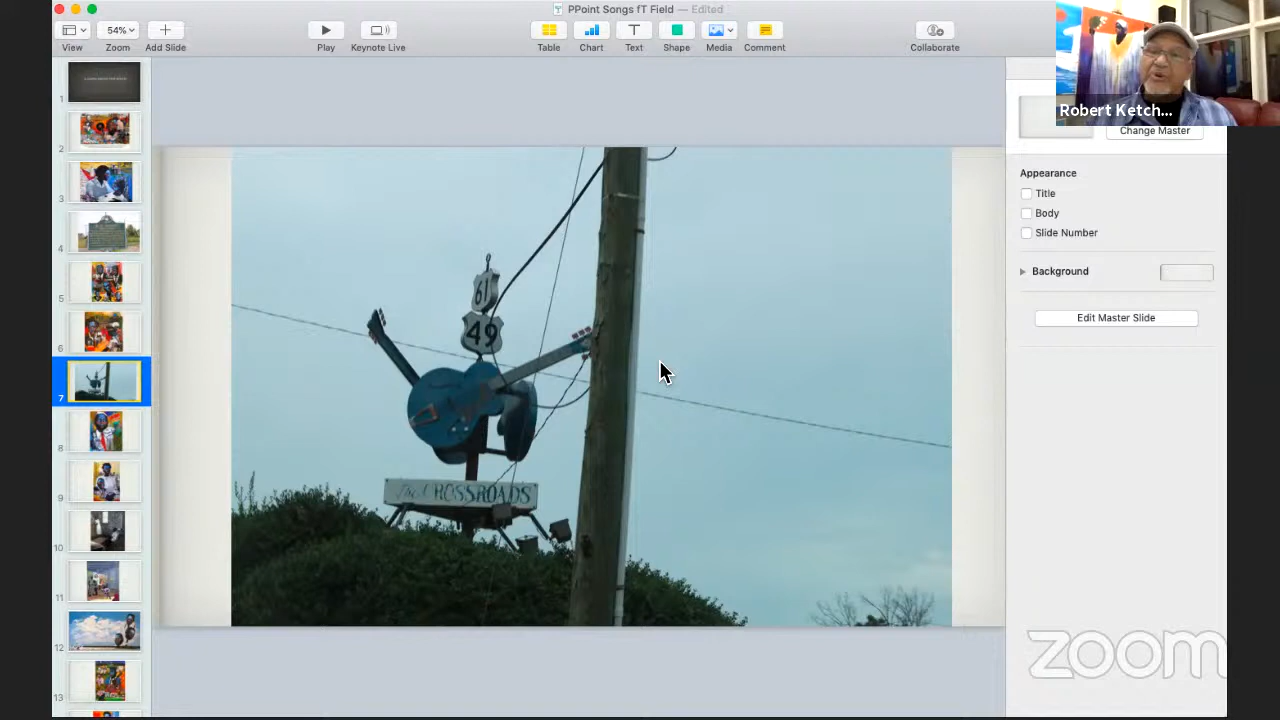 PPoint Songs fT Field — Edited
View
54%
Zoom
Add Slide
Play
Keynote Live
Table
Chart
Text
Shape
Media
Comment
Collaborate
Robert Ketch...
Change Master
Appearance
Title
Body
Slide Number
Background
Edit Master Slide
1
2
3
4
5
6
7
8
9
10
11
12
13
61
49
The CROSSROADS
zoom